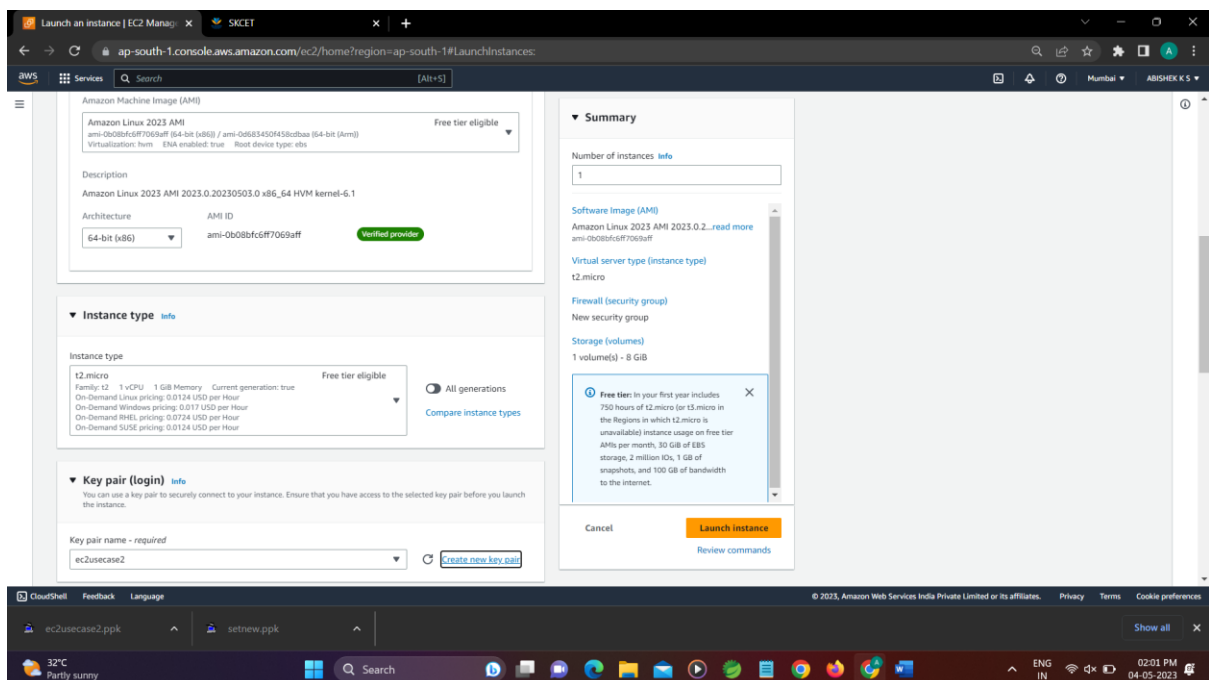 Launch an instance | EC2 Manag
SKCET
ap-south-1.console.aws.amazon.com/ec2/home?region=ap-south-1#LaunchInstances:
A
aws
Services
Search
[Alt+S]
Mumbai
ABISHEK K S
Amazon Machine Image (AMI)
Amazon Linux 2023 AMI
Free tier eligible
ami-0b08bfc6ff7069aff (64-bit (x86)) / ami-0d683450f458cdbaa (64-bit (Arm))
Virtualization: hvm ENA enabled: true Root device type: ebs
Description
Amazon Linux 2023 AMI 2023.0.20230503.0 x86_64 HVM kernel-6.1
Architecture
AMI ID
64-bit (x86)
ami-0b08bfc6ff7069aff
Verified provider
Instance type Info
Instance type
t2.micro
Free tier eligible
Family: t2 1 vCPU 1 GiB Memory Current generation: true
On-Demand Linux pricing: 0.0124 USD per Hour
On-Demand Windows pricing: 0.017 USD per Hour
On-Demand RHEL pricing: 0.0724 USD per Hour
On-Demand SUSE pricing: 0.0124 USD per Hour
All generations
Compare instance types
Key pair (login) Info
You can use a key pair to securely connect to your instance. Ensure that you have access to the selected key pair before you launch
the instance.
Key pair name - required
ec2usecase2
Create new key pair
Summary
Number of instances Info
1
Software Image (AMI)
Amazon Linux 2023 AMI 2023.0.2...read more
ami-0b08bfc6ff7069aff
Virtual server type (instance type)
t2.micro
Firewall (security group)
New security group
Storage (volumes)
1 volume(s) - 8 GiB
Free tier: In your first year includes
750 hours of t2.micro (or t3.micro in
the Regions in which t2.micro is
unavailable) instance usage on free tier
AMIs per month, 30 GiB of EBS
storage, 2 million IOs, 1 GB of
snapshots, and 100 GB of bandwidth
to the internet.
Cancel
Launch instance
Review commands
CloudShell
Feedback
Language
© 2023, Amazon Web Services India Private Limited or its affiliates.
Privacy
Terms
Cookie preferences
ec2usecase2.ppk
setnew.ppk
Show all
32°C
Partly sunny
Search
ENG
IN
02:01 PM
04-05-2023